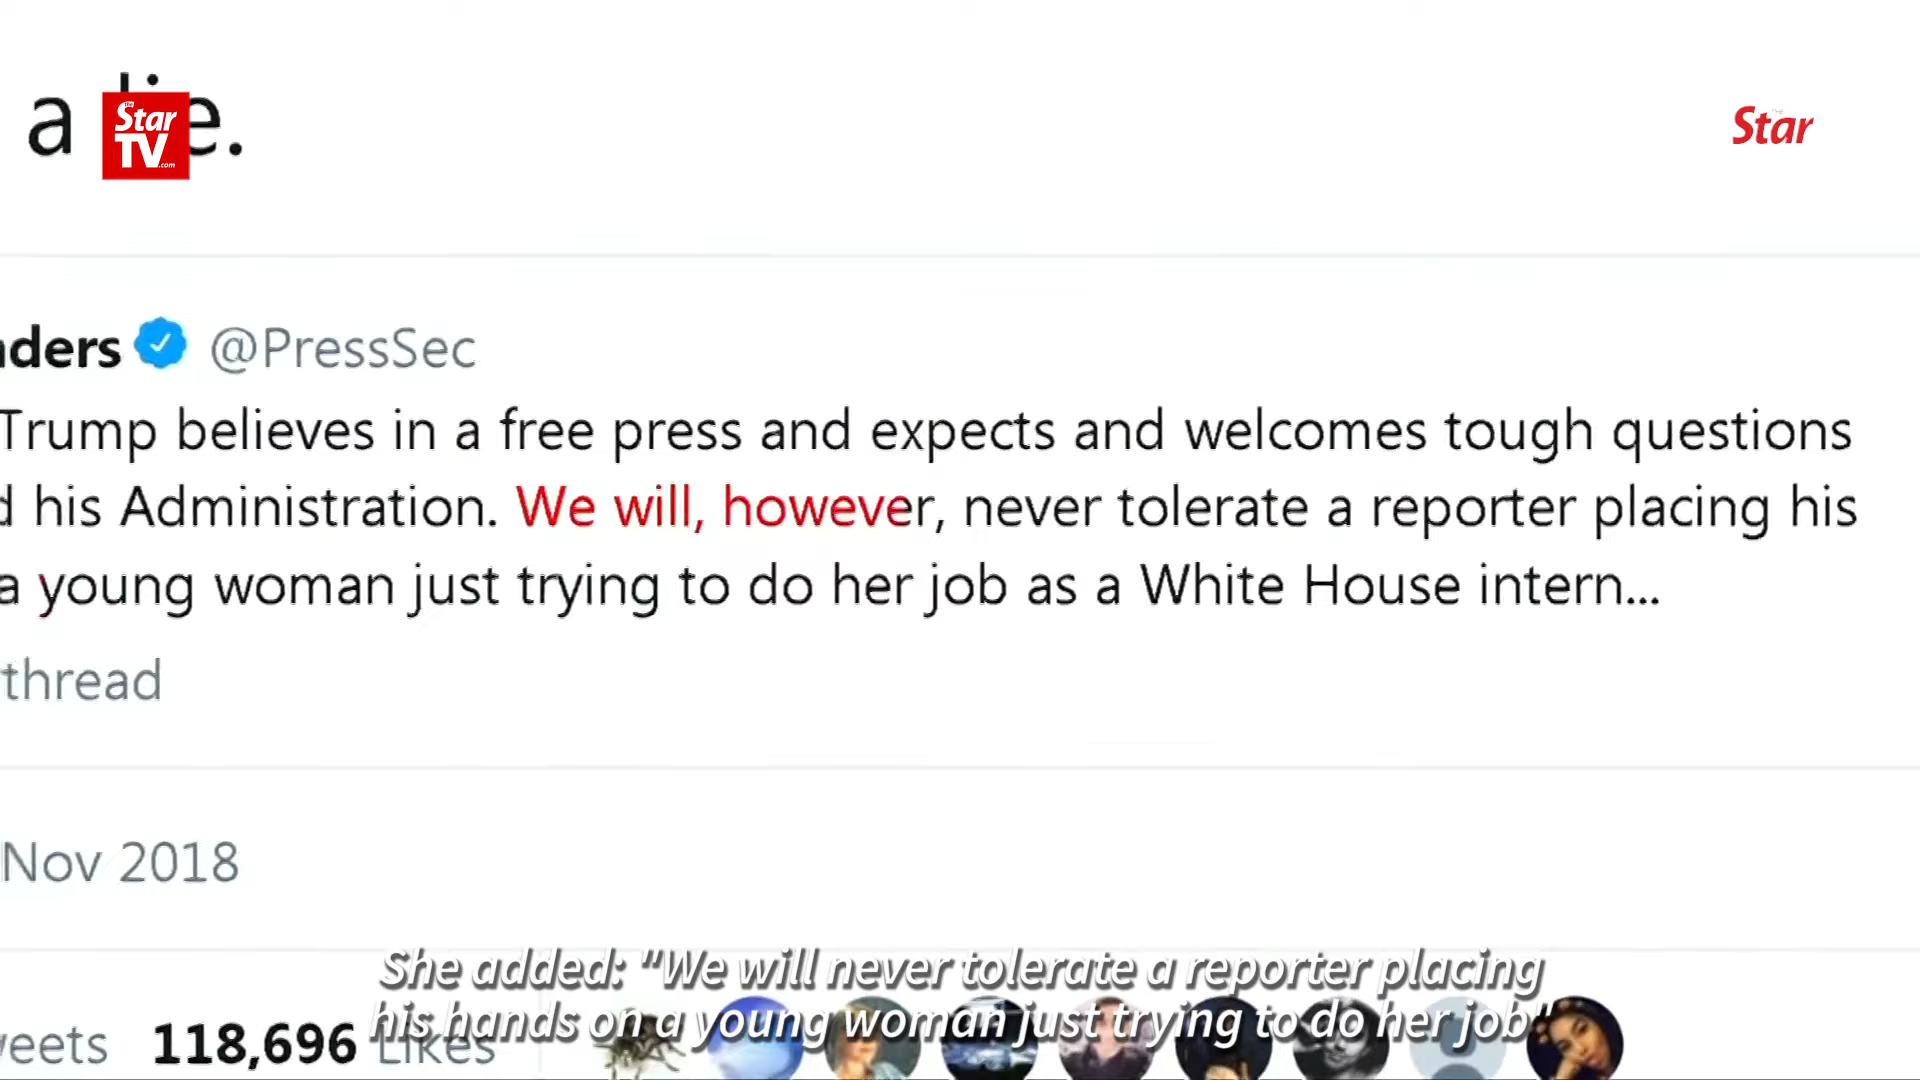 a lie.
The Star TV .com
Star
nders @PressSec
Trump believes in a free press and expects and welcomes tough questions
d his Administration. We will, however, never tolerate a reporter placing his
a young woman just trying to do her job as a White House intern...
thread
Nov 2018
She added: "We will never tolerate a reporter placing
his hands on a young woman just trying to do her job"
eets 118,696 Likes